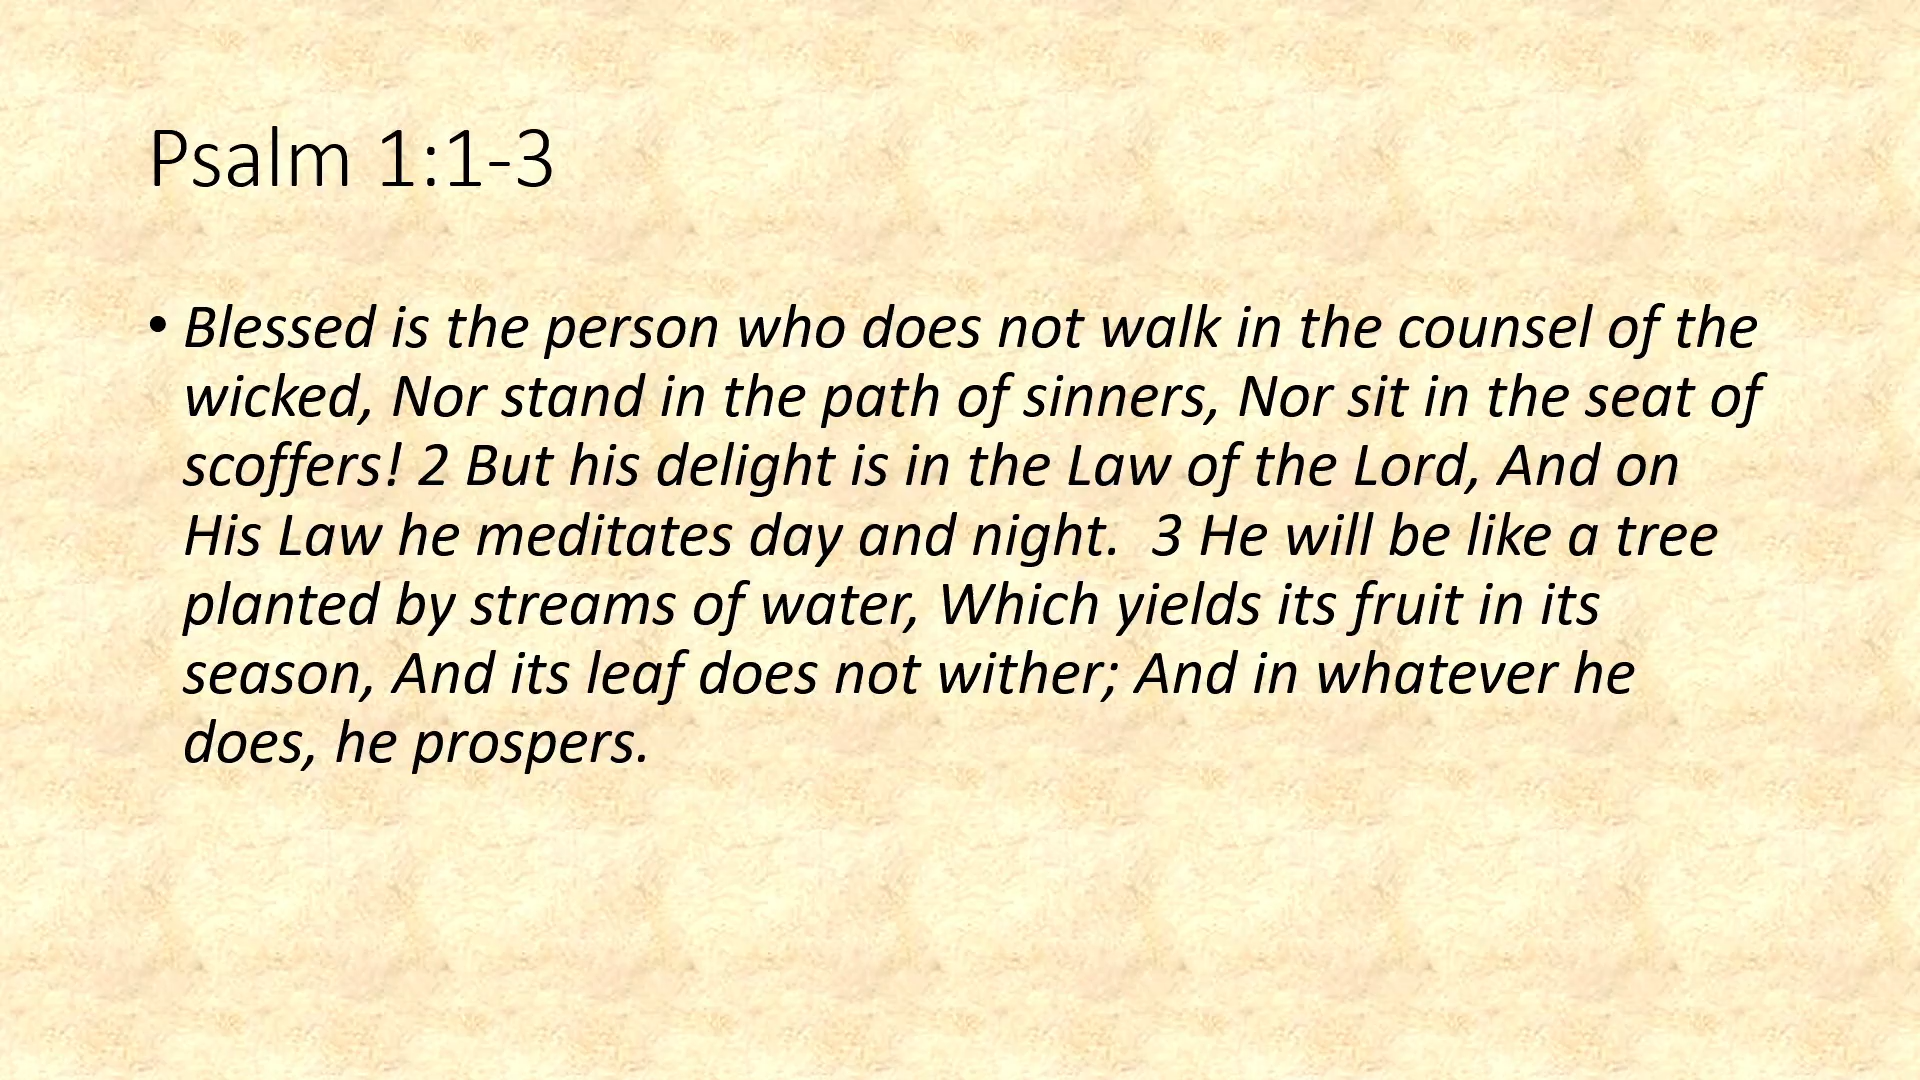 Psalm 1:1-3
• Blessed is the person who does not walk in the counsel of the
wicked, Nor stand in the path of sinners, Nor sit in the seat of
scoffers! 2 But his delight is in the Law of the Lord, And on
His Law he meditates day and night.  3 He will be like a tree
planted by streams of water, Which yields its fruit in its
season, And its leaf does not wither; And in whatever he
does, he prospers.